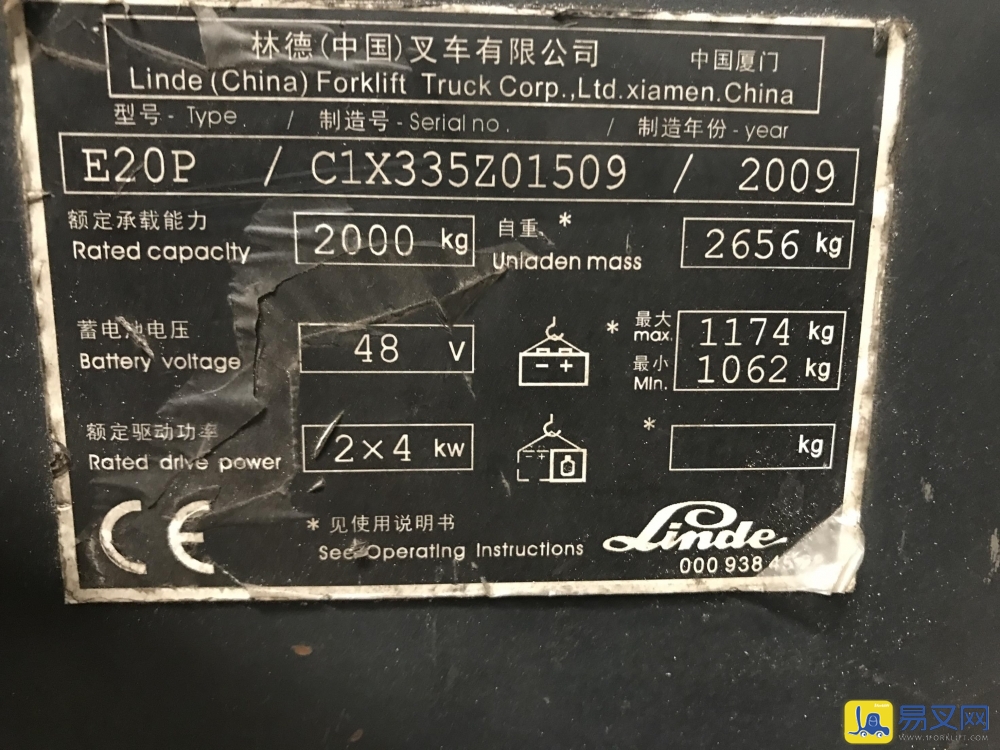 林德(中国)叉车有限公司 中国厦门
Linde (China) Forklift Truck Corp.,Ltd.xiamen.China
型号 - Type. / 制造号 - Serial no. / 制造年份 - year
E20P / C1X335Z01509 / 2009
额定承载能力 2000 kg 自重 * 2656 kg
Rated capacity Unladen mass
蓄电池电压 48 V * 最大 max. 1174 kg
Battery voltage - + 最小 Min. 1062 kg
额定驱动功率 2×4 kw * kg
Rated drive power
CE
* 见使用说明书
See Operating Instructions
Linde
000 938
易叉网
WWW.1FORKLIFT.COM